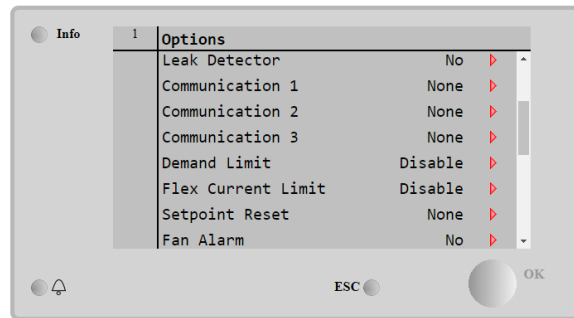 Info
1 Options
Leak Detector No
Communication 1 None
Communication 2 None
Communication 3 None
Demand Limit Disable
Flex Current Limit Disable
Setpoint Reset None
Fan Alarm No
ESC
OK